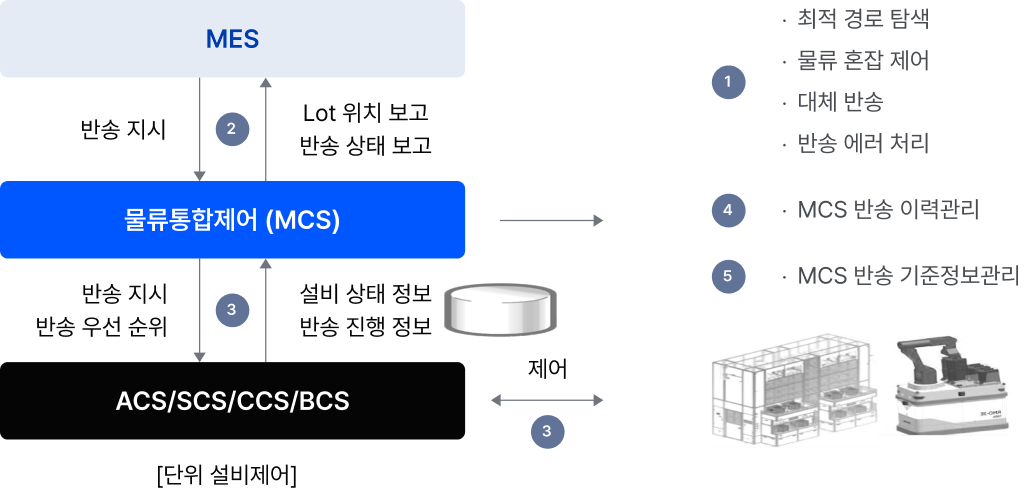 MES
반송 지시
2
Lot 위치 보고
반송 상태 보고
물류통합제어 (MCS)
반송 지시
반송 우선 순위
3
설비 상태 정보
반송 진행 정보
ACS/SCS/CCS/BCS
[단위 설비제어]
제어
3
1
· 최적 경로 탐색
· 물류 혼잡 제어
· 대체 반송
· 반송 에러 처리
4
· MCS 반송 이력관리
5
· MCS 반송 기준정보관리